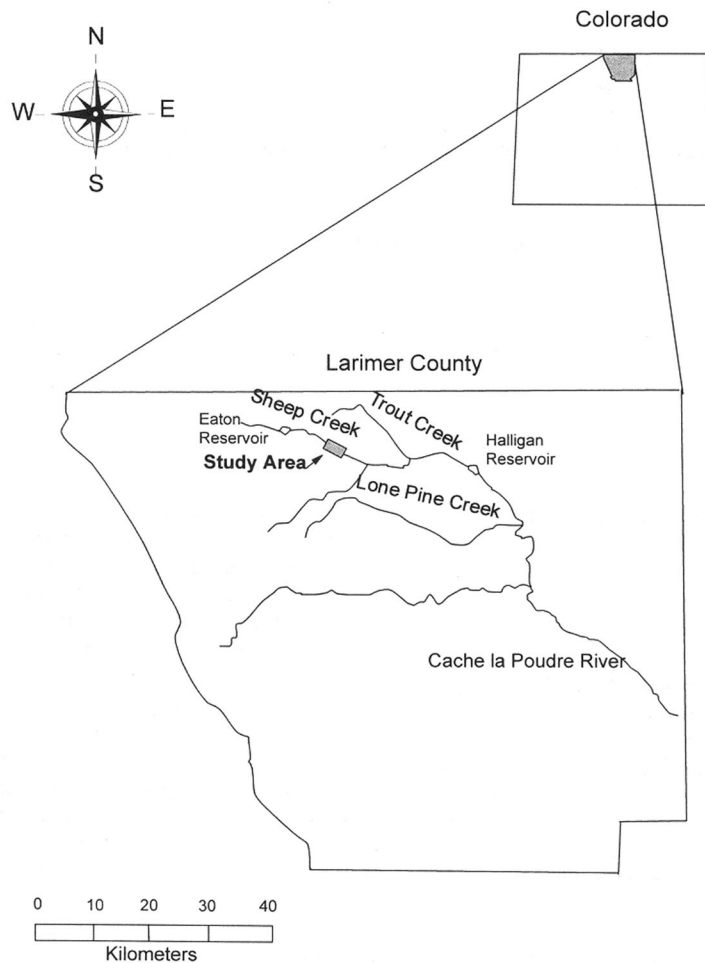 Colorado
N
W
E
S
Larimer County
Sheep Creek
Trout Creek
Eaton
Reservoir
Halligan
Reservoir
Study Area
Lone Pine Creek
Cache la Poudre River
0 10 20 30 40
Kilometers